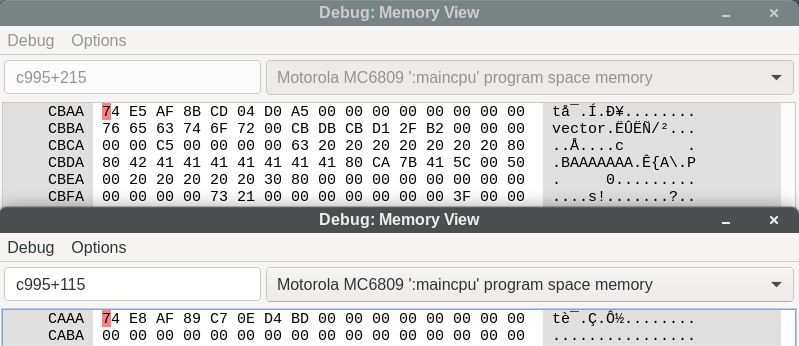 Debug: Memory View
Debug Options
c995+215 Motorola MC6809 ':maincpu' program space memory
CBAA 74 E5 AF 8B CD 04 D0 A5 00 00 00 00 00 00 00 00 tå¯.Í.Ð¥........
CBBA 76 65 63 74 6F 72 00 CB DB CB D1 2F B2 00 00 00 vector.ËÛËÑ/²...
CBCA 00 00 C5 00 00 00 00 63 20 20 20 20 20 20 20 80 ..Å....c       .
CBDA 80 42 41 41 41 41 41 41 41 80 CA 7B 41 5C 00 50 .BAAAAAAA.Ê{A\.P
CBEA 00 20 20 20 20 20 30 80 00 00 00 00 00 00 00 00 .     0.........
CBFA 00 00 00 00 73 21 00 00 00 00 00 00 00 3F 00 00 ....s!.......?..
Debug: Memory View
Debug Options
c995+115 Motorola MC6809 ':maincpu' program space memory
CAAA 74 E8 AF 89 C7 0E D4 BD 00 00 00 00 00 00 00 00 tè¯.Ç.Ô½........
CABA 00 00 00 00 00 00 00 00 00 00 00 00 00 00 00 00 ................